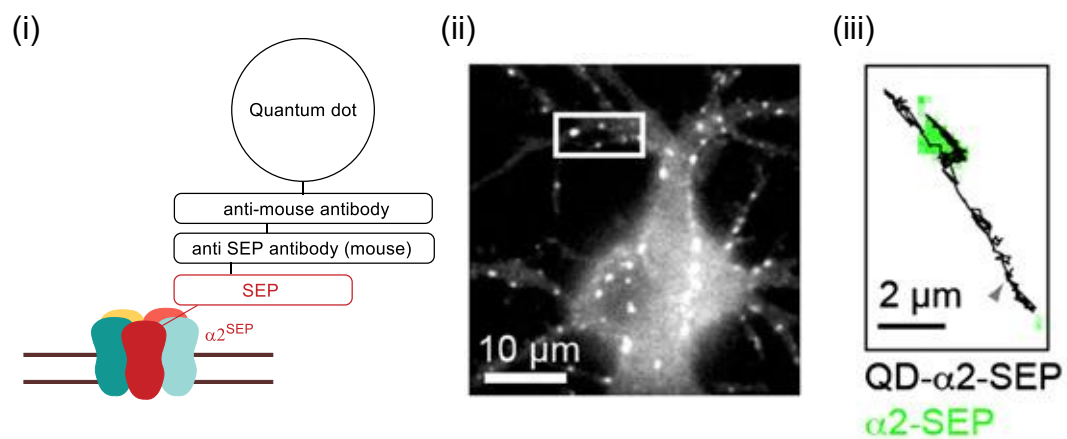 (i)
(ii)
(iii)
Quantum dot
anti-mouse antibody
anti SEP antibody (mouse)
SEP
α2SEP
10 µm
2 µm
QD-α2-SEP
α2-SEP